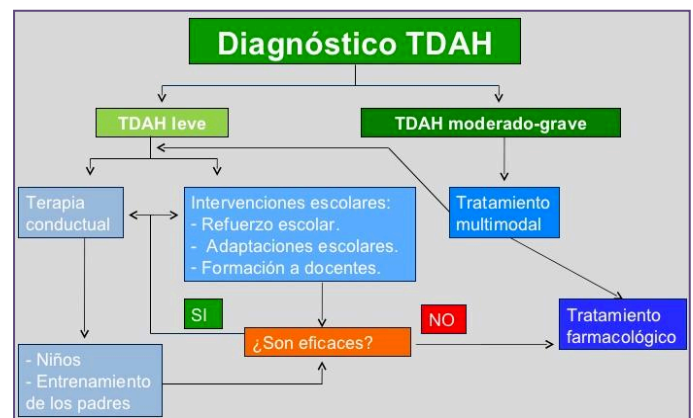 Diagnóstico TDAH
TDAH leve
TDAH moderado-grave
Terapia
conductual
Intervenciones escolares:
- Refuerzo escolar.
- Adaptaciones escolares.
- Formación a docentes.
Tratamiento
multimodal
SI
NO
¿Son eficaces?
Tratamiento
farmacológico
- Niños
- Entrenamiento
de los padres